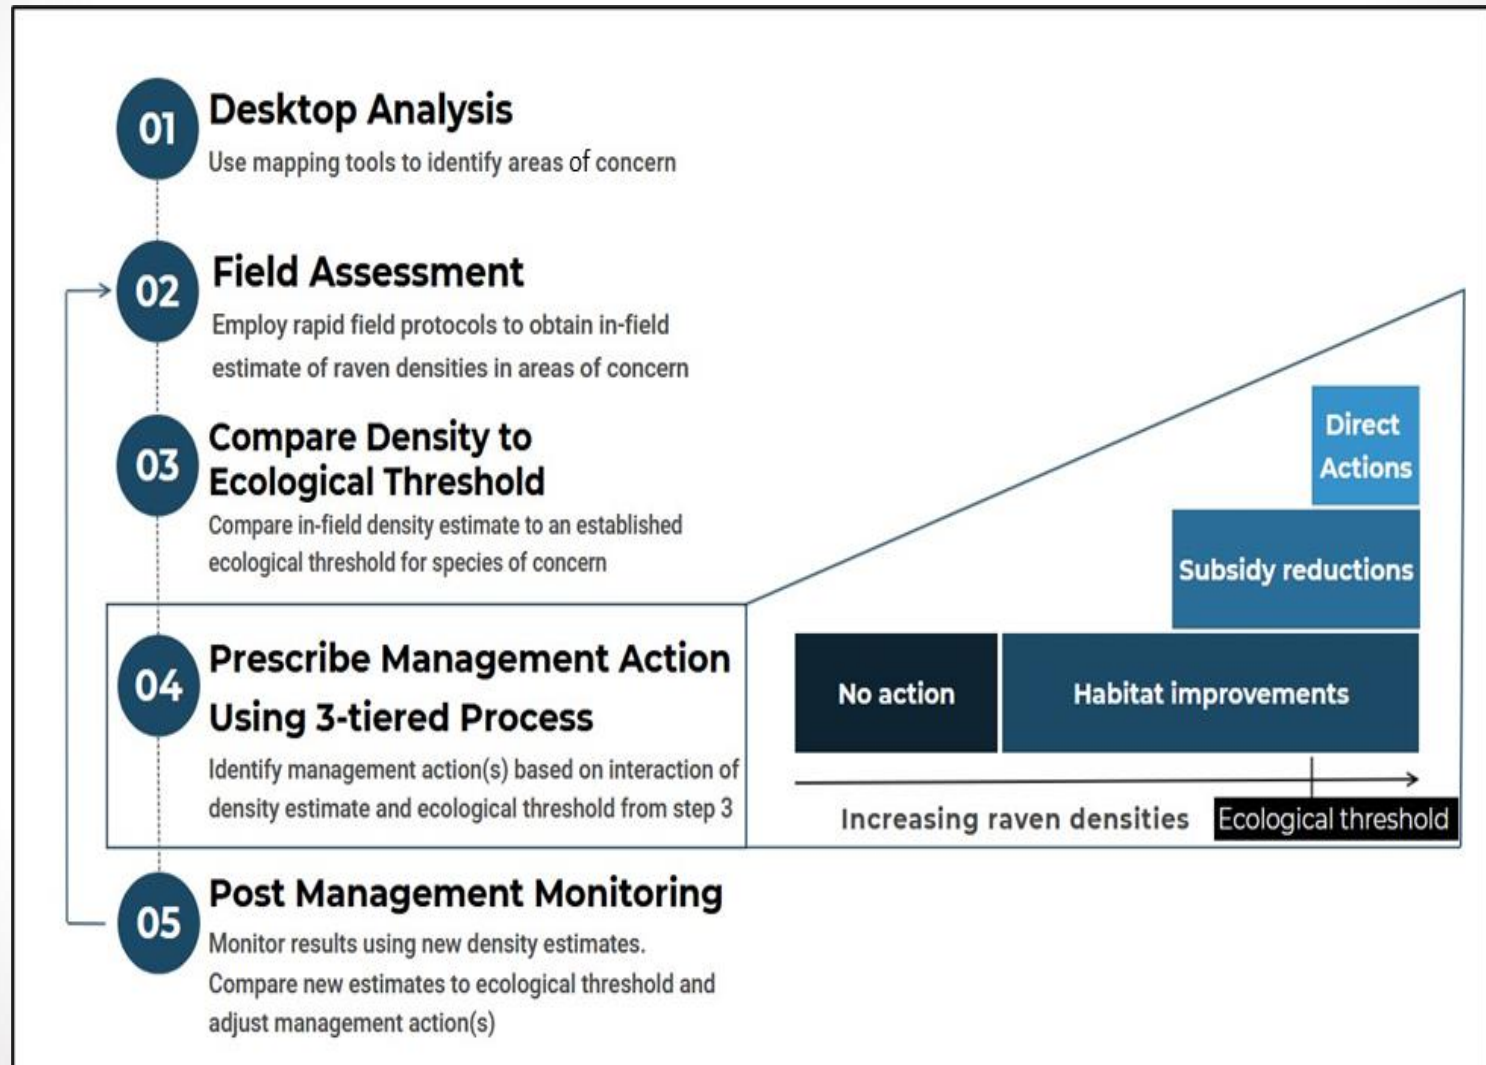 01
Desktop Analysis
Use mapping tools to identify areas of concern
02
Field Assessment
Employ rapid field protocols to obtain in-field
estimate of raven densities in areas of concern
03
Compare Density to
Ecological Threshold
Compare in-field density estimate to an established
ecological threshold for species of concern
04
Prescribe Management Action
Using 3-tiered Process
Identify management action(s) based on interaction of
density estimate and ecological threshold from step 3
05
Post Management Monitoring
Monitor results using new density estimates.
Compare new estimates to ecological threshold and
adjust management action(s)
Direct
Actions
Subsidy reductions
No action
Habitat improvements
Increasing raven densities
Ecological threshold